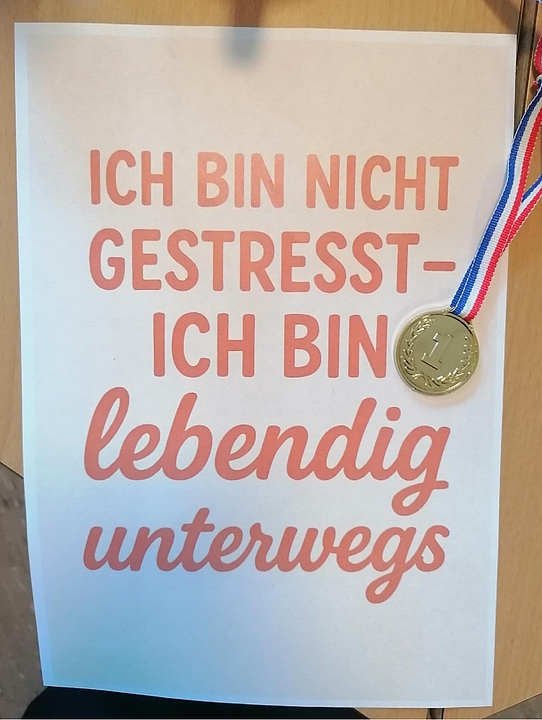 ICH BIN NICHT
GESTRESST–
ICH BIN
lebendig
unterwegs
1